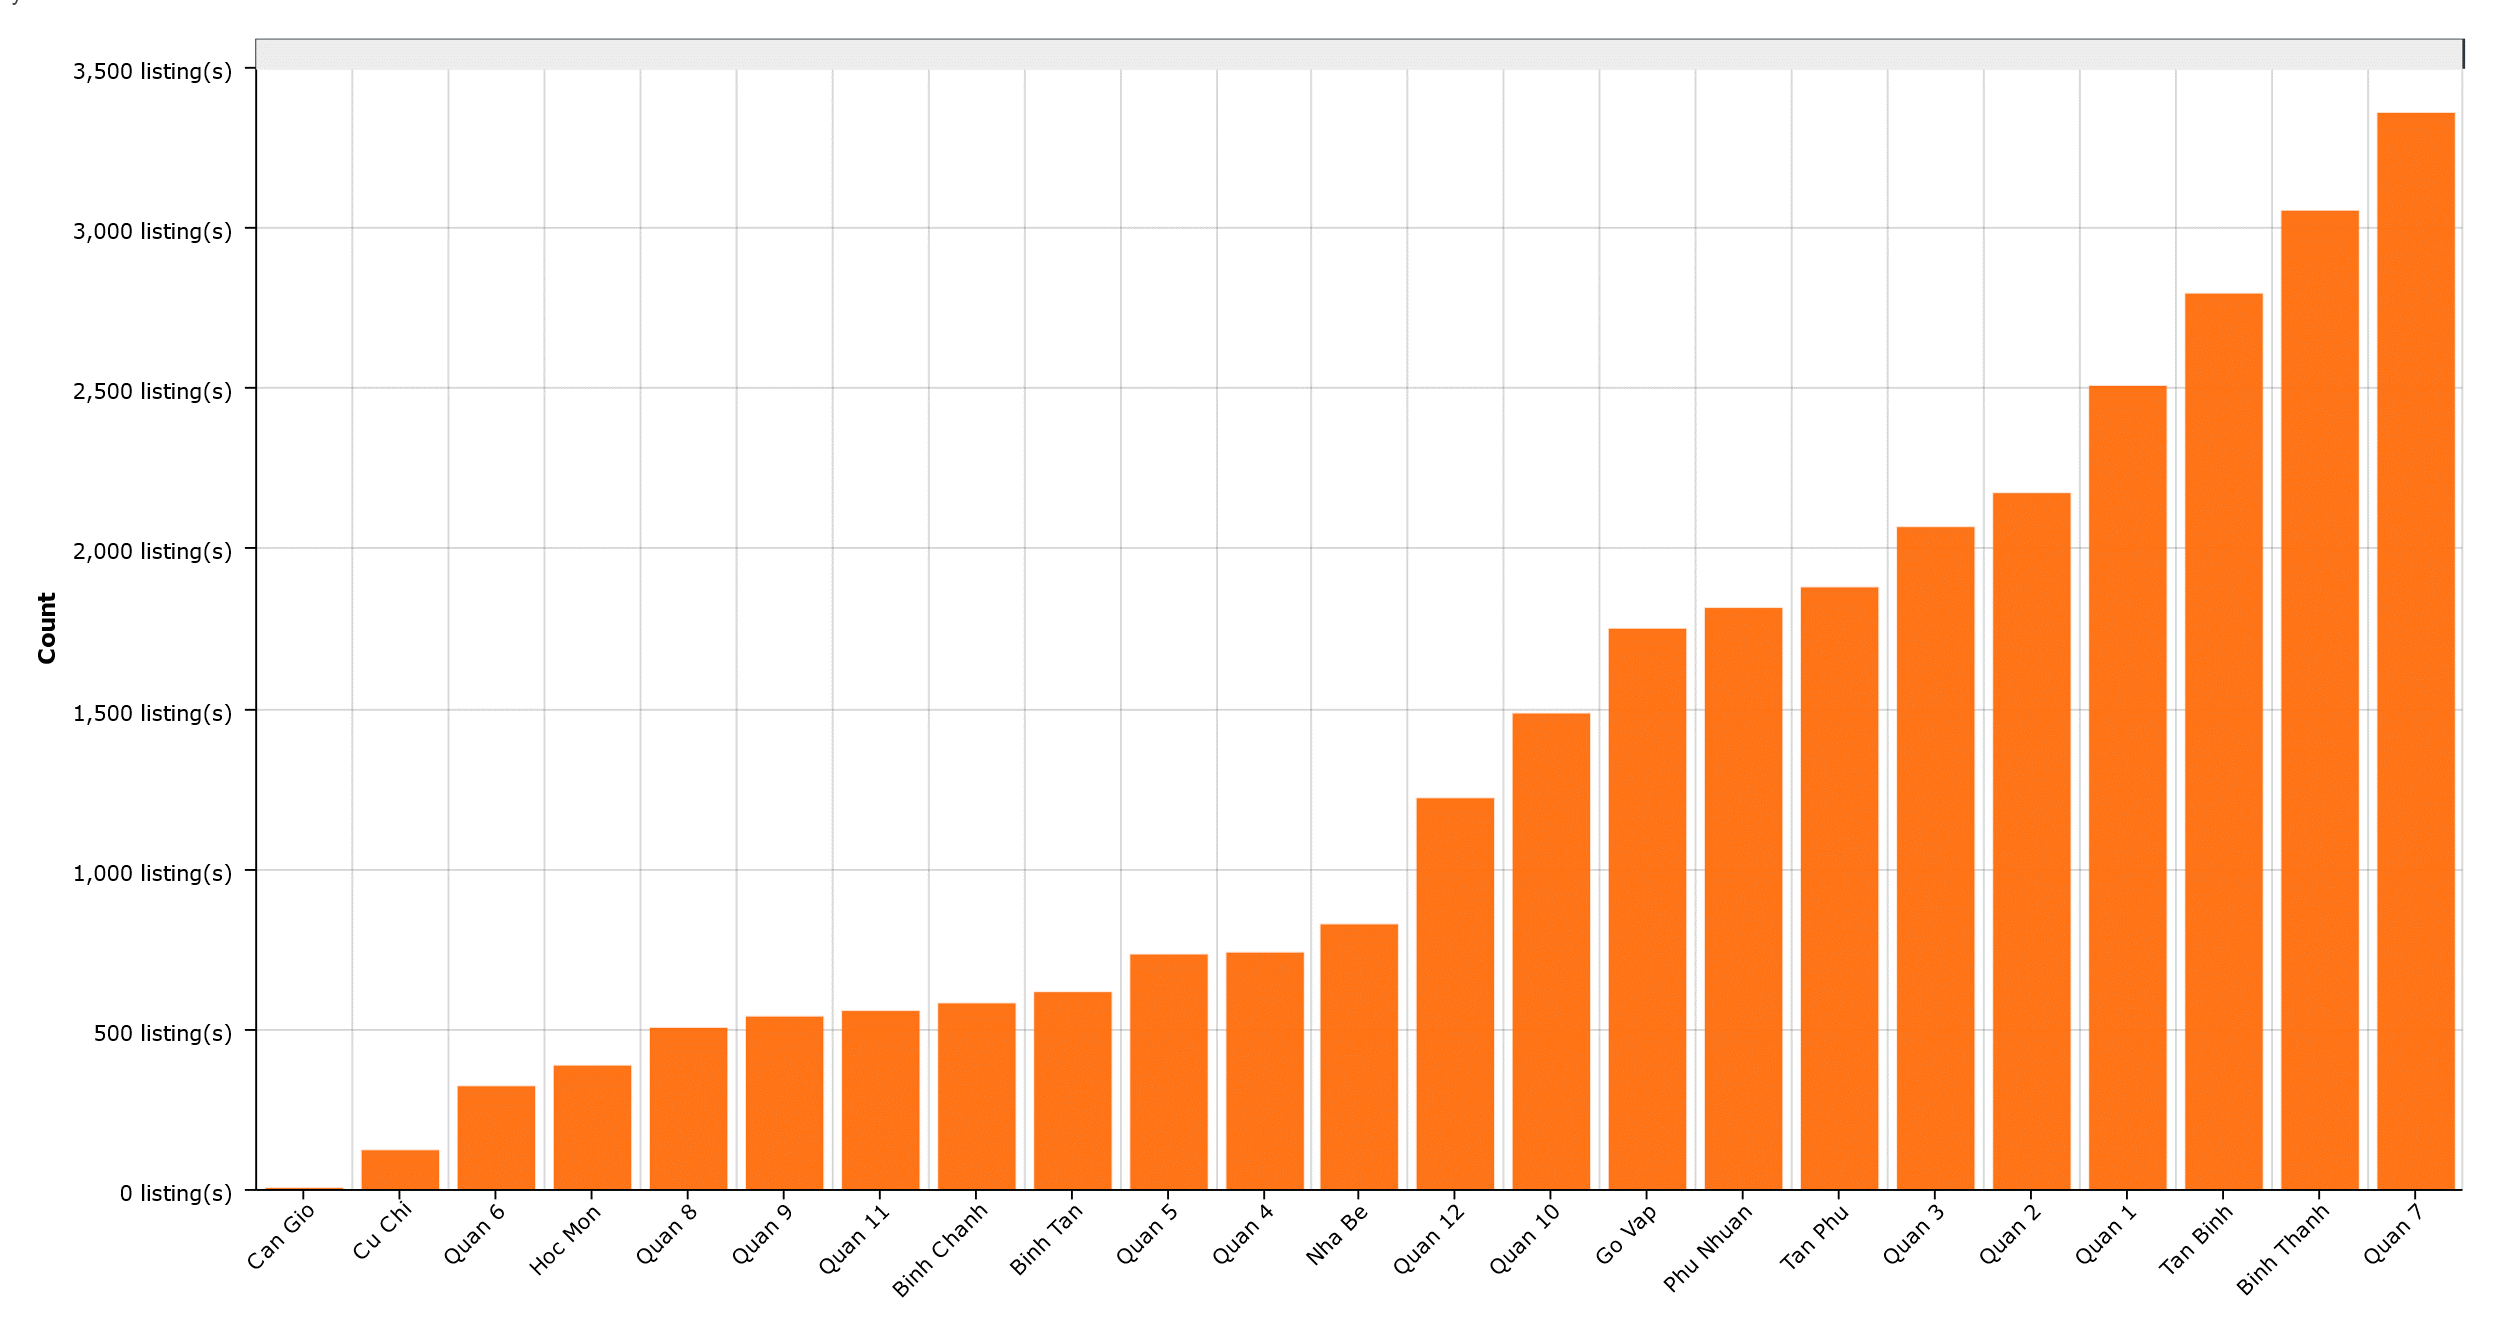 3,500 listing(s)
3,000 listing(s)
2,500 listing(s)
2,000 listing(s)
1,500 listing(s)
1,000 listing(s)
500 listing(s)
0 listing(s)
Count
Can Gio
Cu Chi
Quan 6
Hoc Mon
Quan 8
Quan 9
Quan 11
Binh Chanh
Binh Tan
Quan 5
Quan 4
Nha Be
Quan 12
Quan 10
Go Vap
Phu Nhuan
Tan Phu
Quan 3
Quan 2
Quan 1
Tan Binh
Binh Thanh
Quan 7